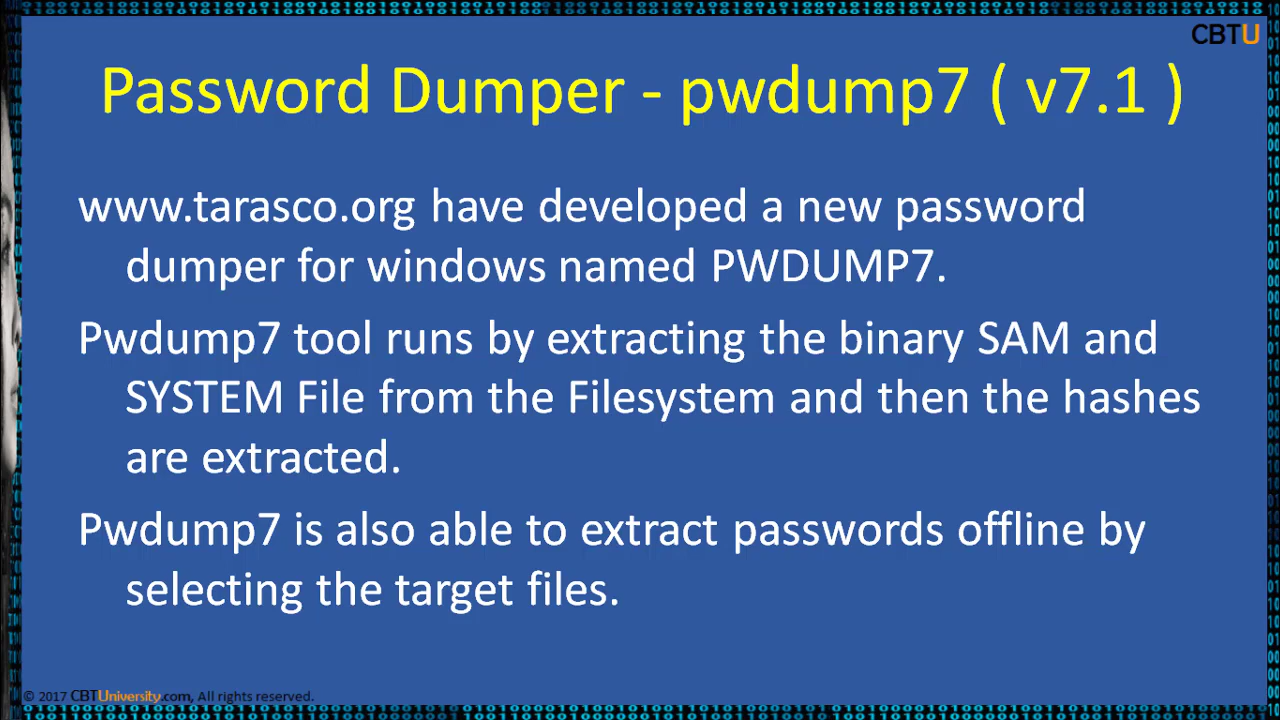 CBTU
Password Dumper - pwdump7 ( v7.1 )
www.tarasco.org have developed a new password
dumper for windows named PWDUMP7.
Pwdump7 tool runs by extracting the binary SAM and
SYSTEM File from the Filesystem and then the hashes
are extracted.
Pwdump7 is also able to extract passwords offline by
selecting the target files.
© 2017 CBTUniversity.com, All rights reserved.